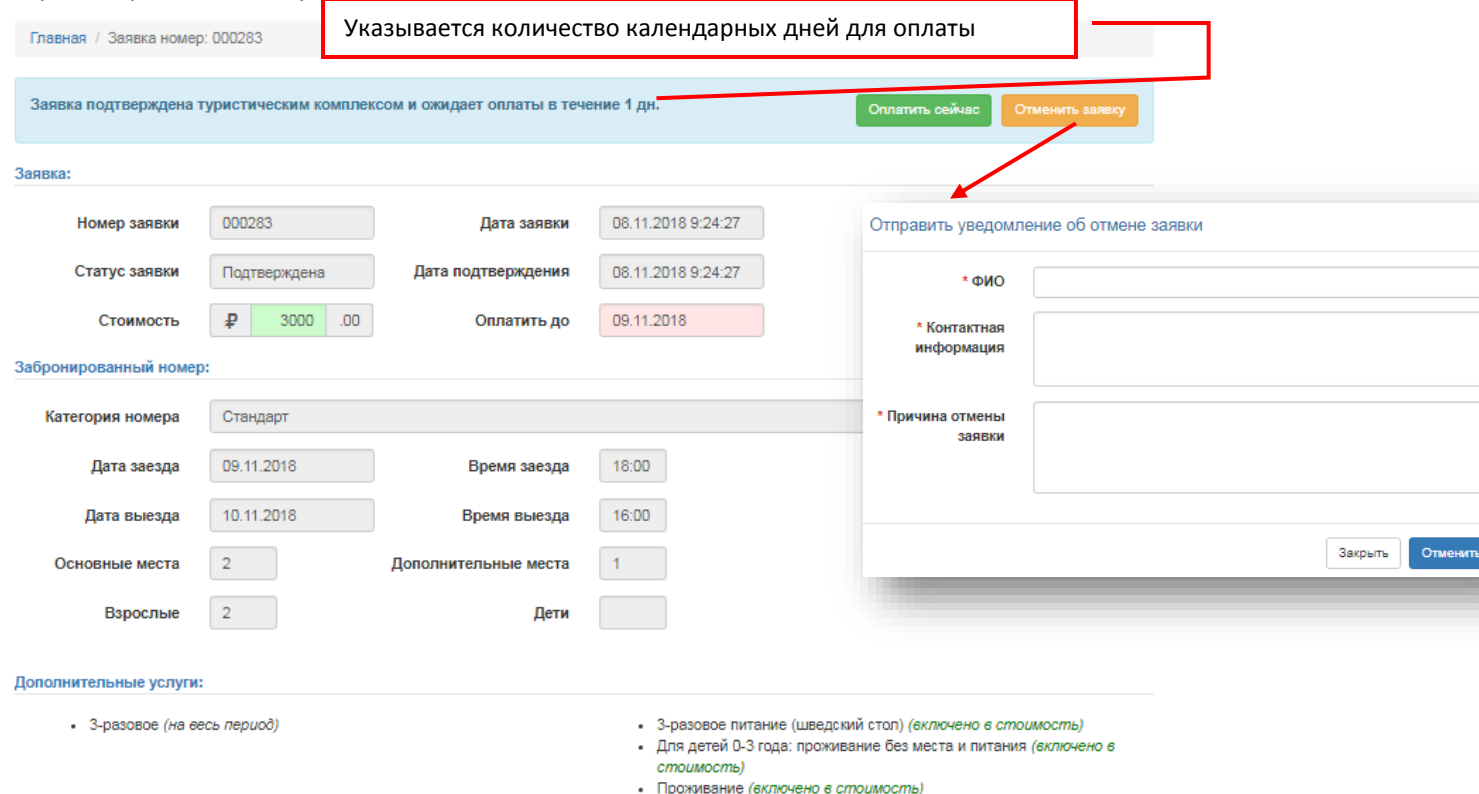 Указывается количество календарных дней для оплаты
Главная / Заявка номер: 000283
Заявка подтверждена туристическим комплексом и ожидает оплаты в течение 1 дн.
Оплатить сейчас
Отменить заявку
Заявка:
Номер заявки 000283 Дата заявки 08.11.2018 9:24:27
Статус заявки Подтверждена Дата подтверждения 08.11.2018 9:24:27
Стоимость ₽ 3000 .00 Оплатить до 09.11.2018
Забронированный номер:
Категория номера Стандарт
Дата заезда 09.11.2018 Время заезда 18:00
Дата выезда 10.11.2018 Время выезда 16:00
Основные места 2 Дополнительные места 1
Взрослые 2 Дети
Отправить уведомление об отмене заявки
* ФИО
* Контактная
информация
* Причина отмены
заявки
Закрыть
Отменить
Дополнительные услуги:
• 3-разовое (на весь период)
• 3-разовое питание (шведский стол) (включено в стоимость)
• Для детей 0-3 года: проживание без места и питания (включено в
стоимость)
• Проживание (включено в стоимость)